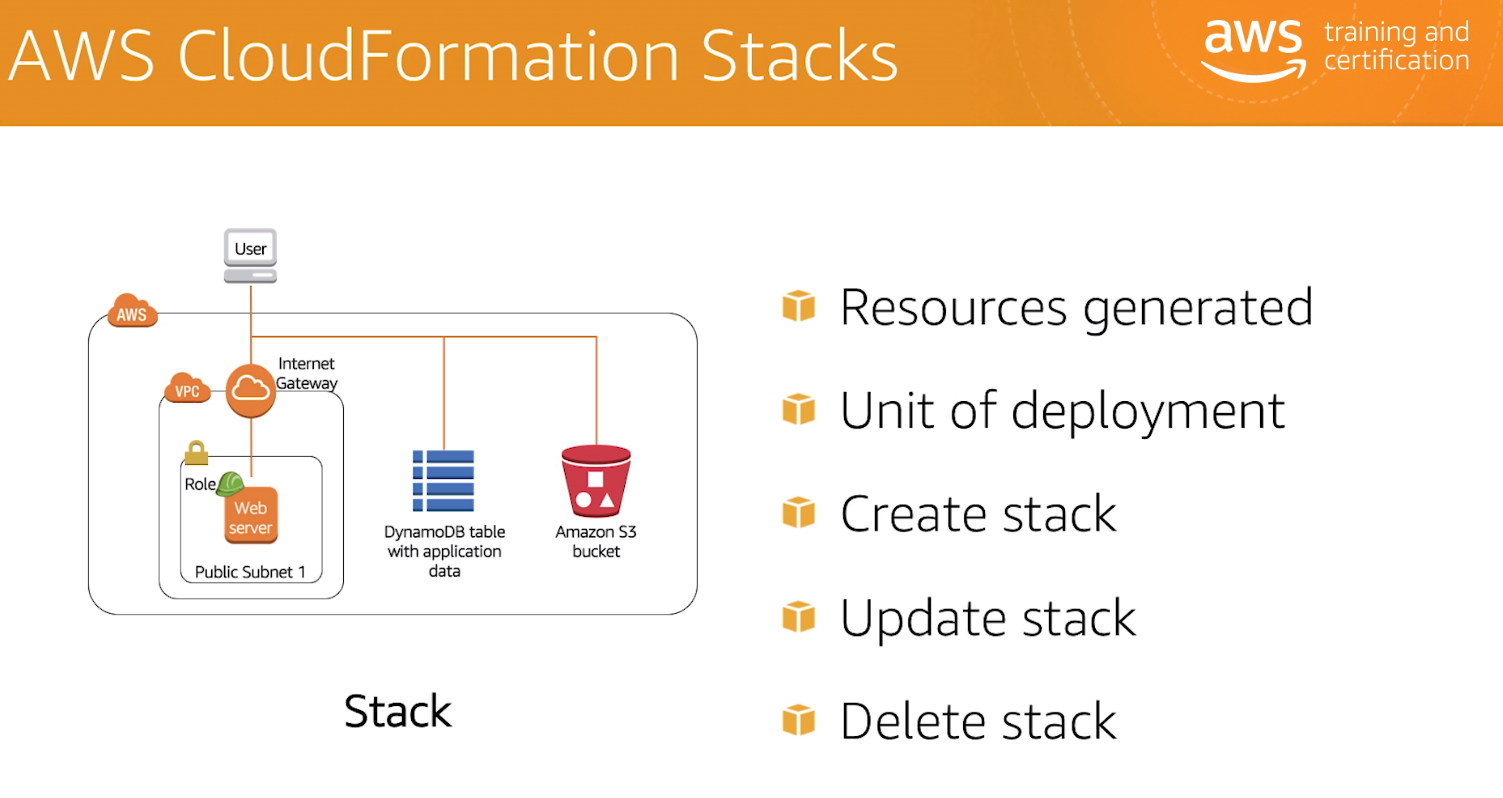 AWS CloudFormation Stacks
aws
training and
certification
User
AWS
Internet
Gateway
VPC
Role
Web
server
Public Subnet 1
DynamoDB table
with application
data
Amazon S3
bucket
Stack
Resources generated
Unit of deployment
Create stack
Update stack
Delete stack